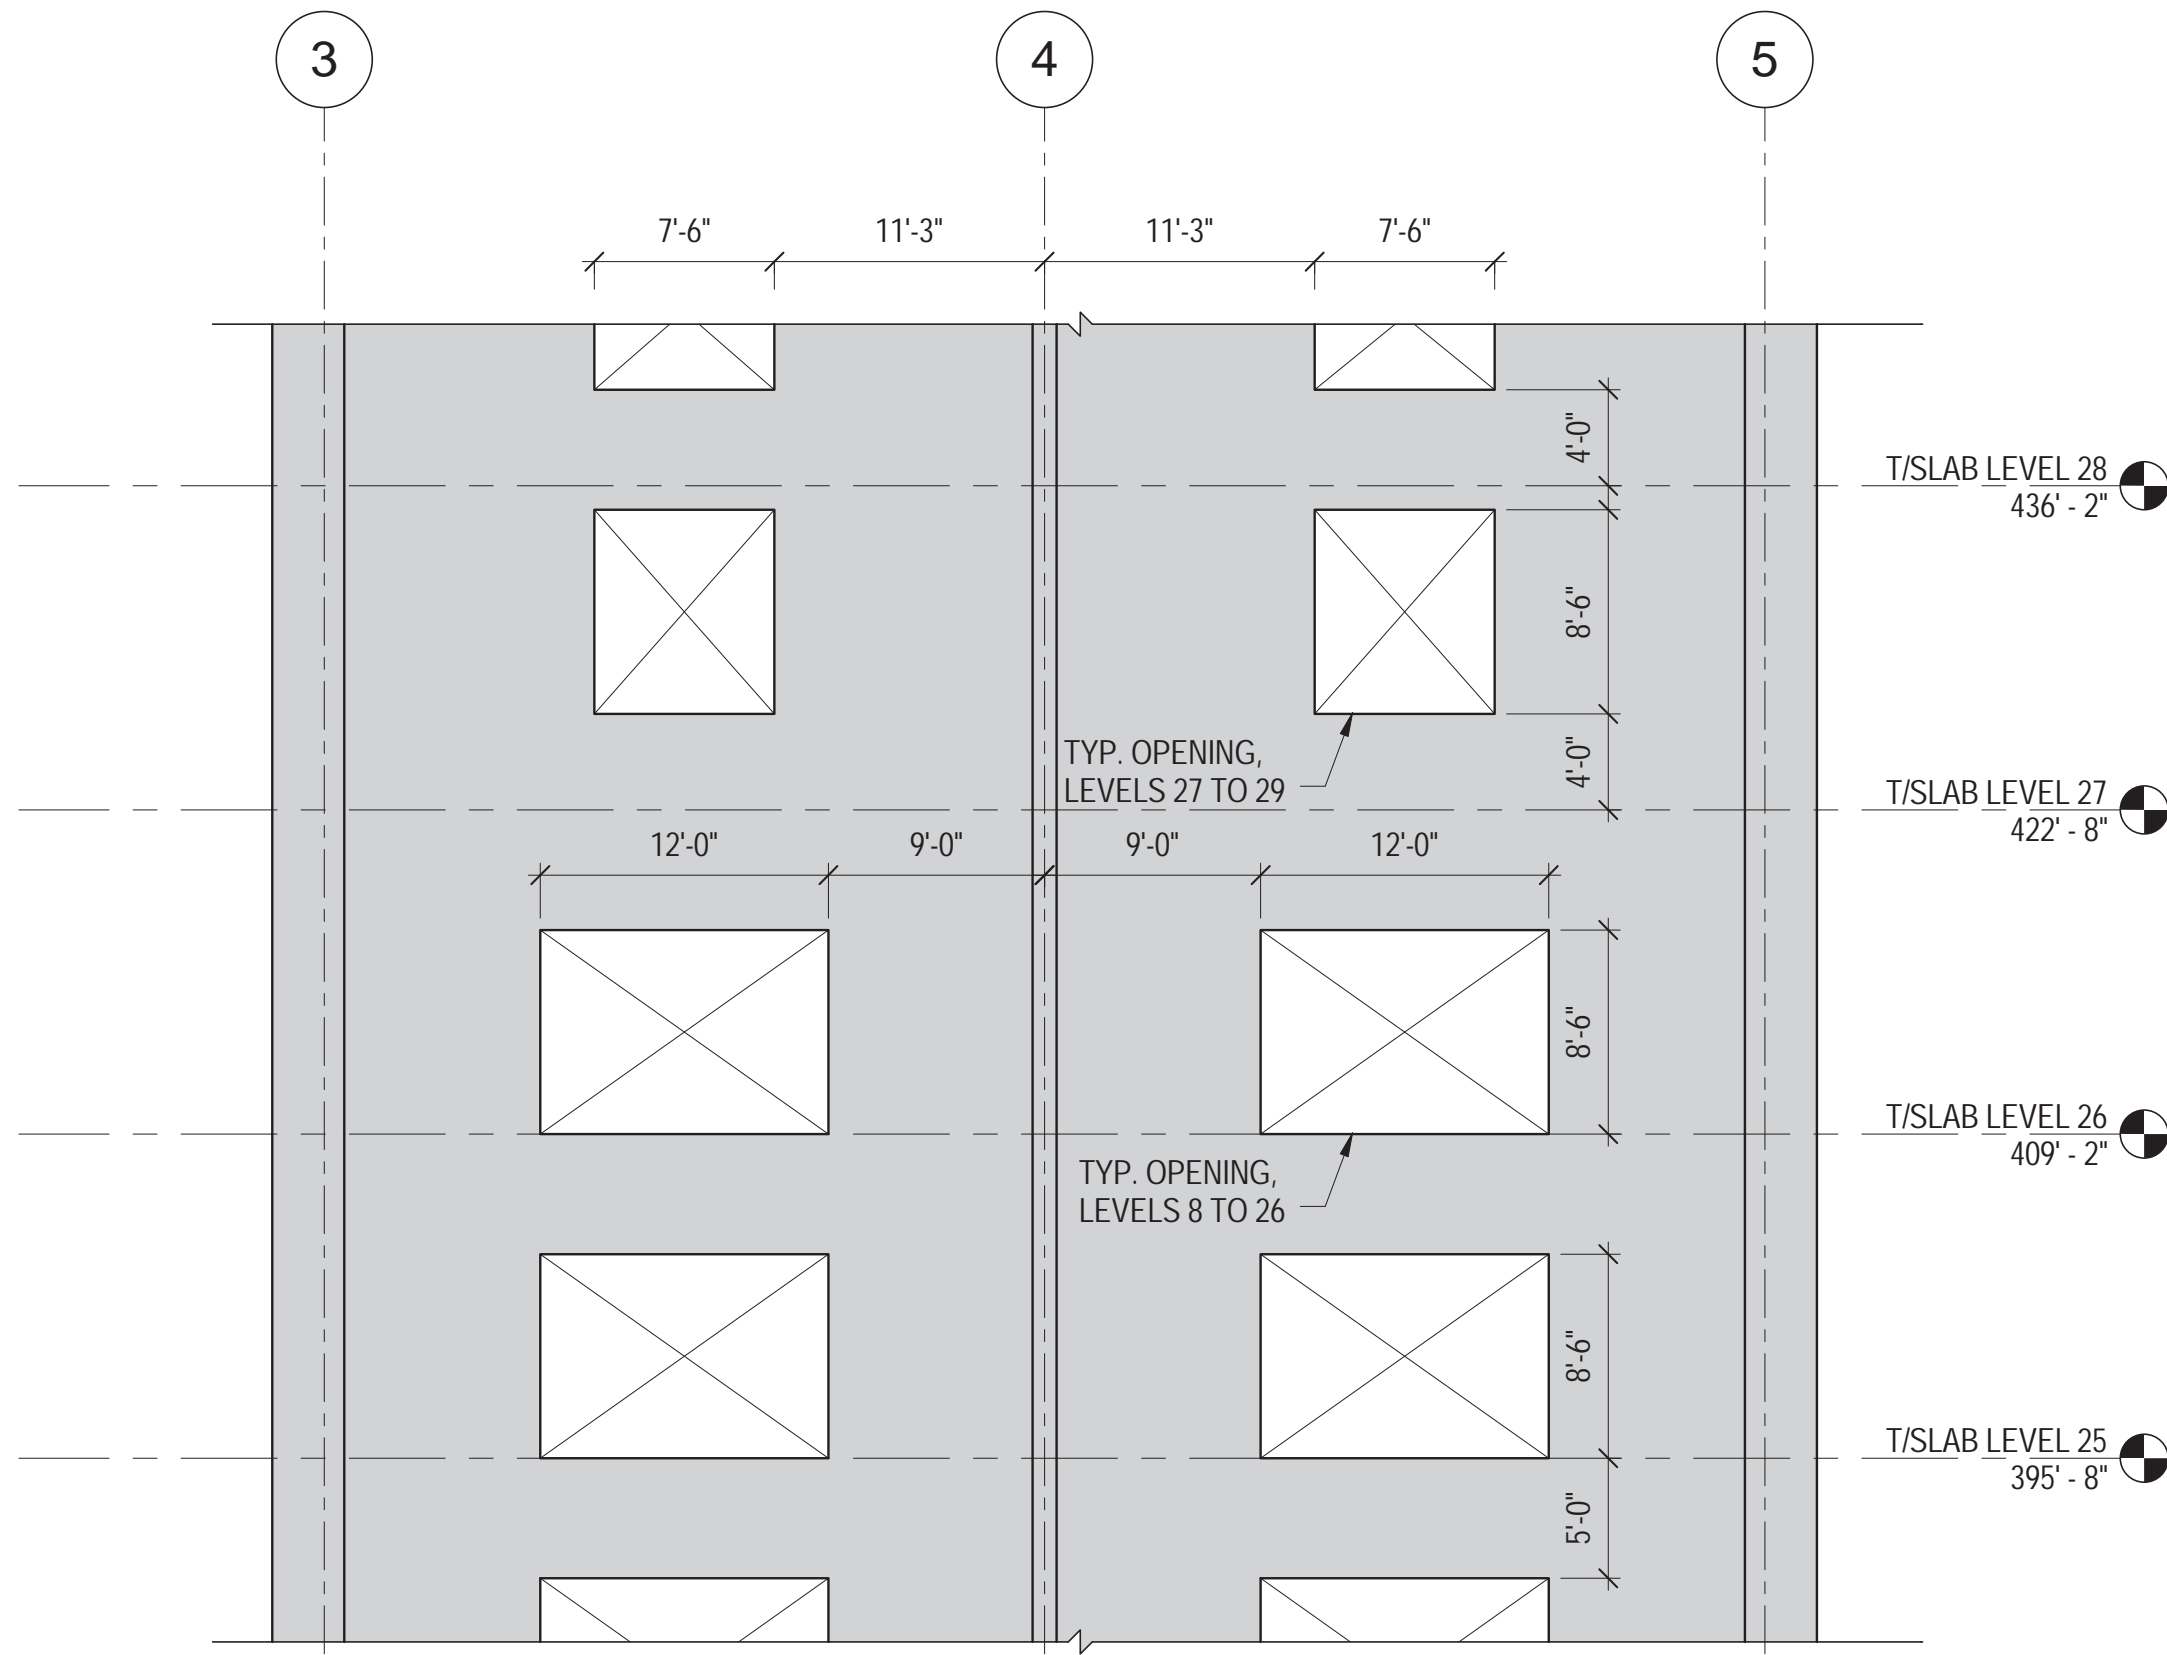 3
4
5
7'-6"
11'-3"
11'-3"
7'-6"
4'-0"
T/SLAB LEVEL 28
436' - 2"
8'-6"
TYP. OPENING,
LEVELS 27 TO 29
4'-0"
T/SLAB LEVEL 27
422' - 8"
12'-0"
9'-0"
9'-0"
12'-0"
8'-6"
T/SLAB LEVEL 26
409' - 2"
TYP. OPENING,
LEVELS 8 TO 26
8'-6"
T/SLAB LEVEL 25
395' - 8"
5'-0"